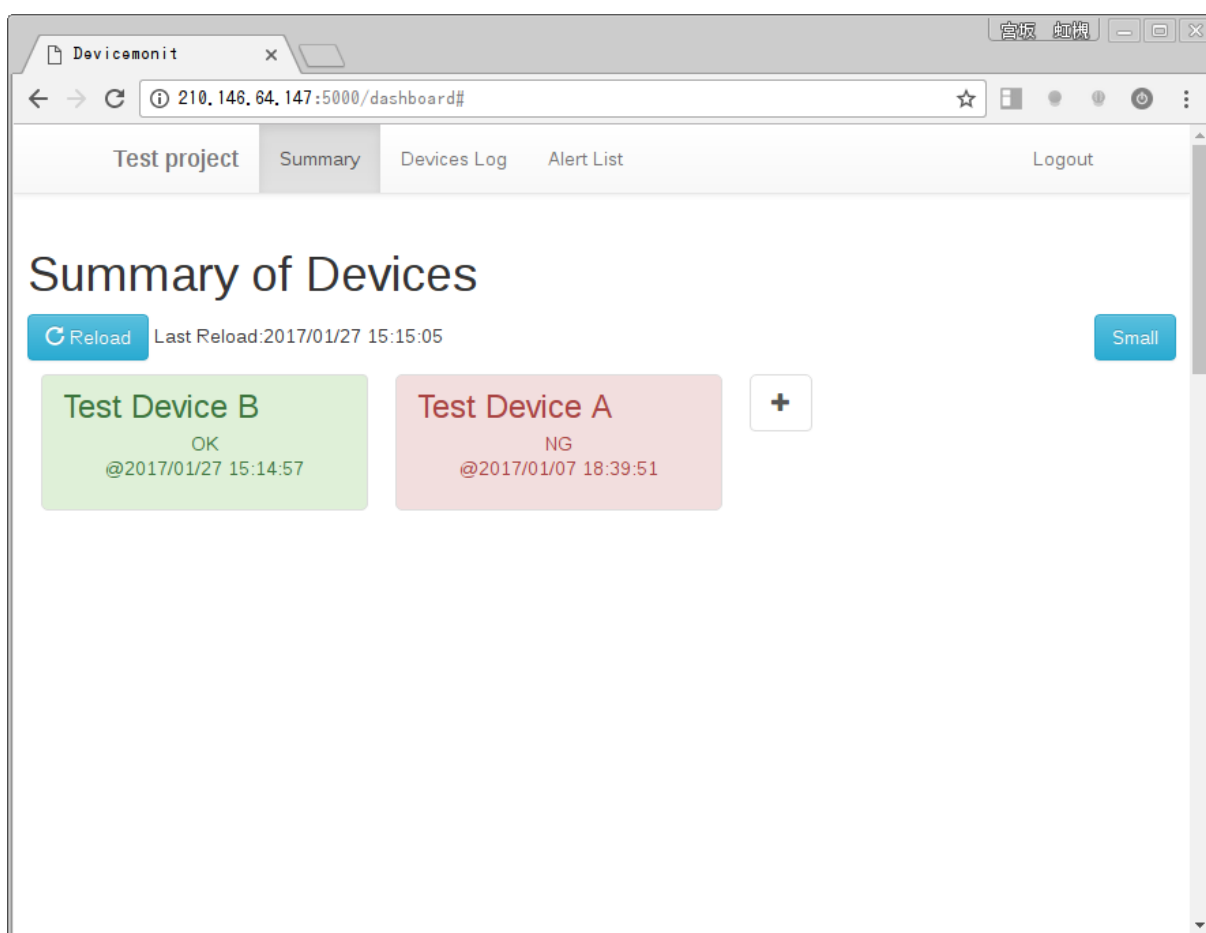 宮坂 虹槻
Devicemonit
210.146.64.147:5000/dashboard#
Test project Summary Devices Log Alert List Logout
Summary of Devices
Reload Last Reload:2017/01/27 15:15:05 Small
Test Device B
OK
@2017/01/27 15:14:57
Test Device A
NG
@2017/01/07 18:39:51